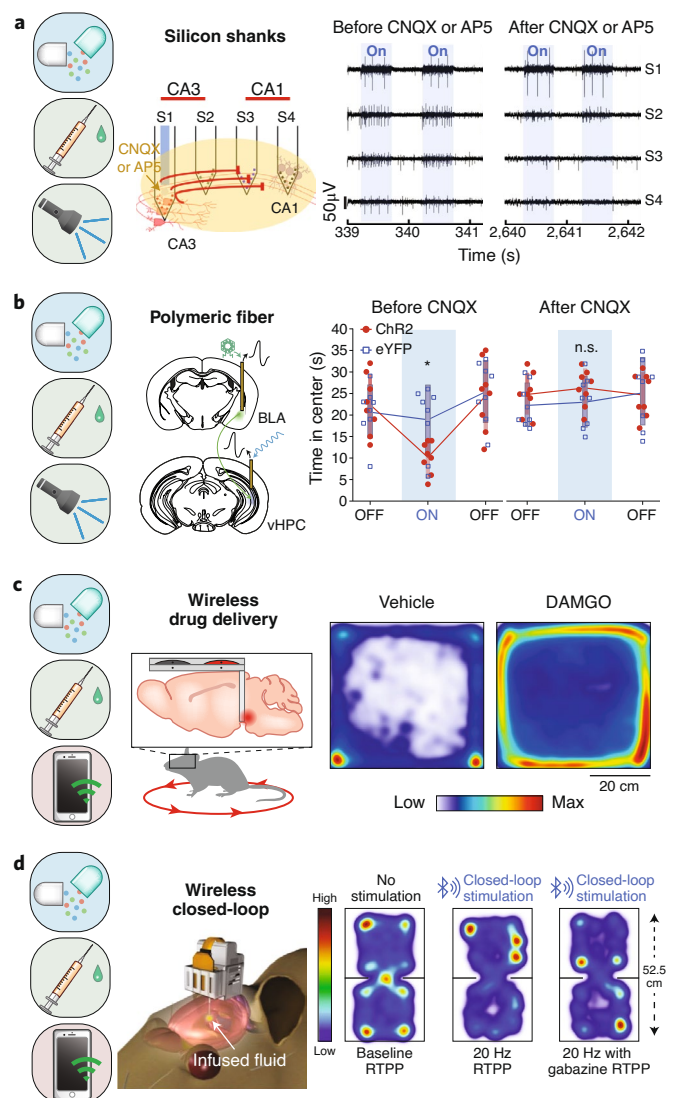 a
Silicon shanks
CA3
CA1
S1
S2
S3
S4
CNQX
or AP5
CA1
CA3
Before CNQX or AP5
After CNQX or AP5
On
On
On
On
S1
S2
S3
S4
50μV
339
340
341
2,640
2,641
2,642
Time (s)
b
Polymeric fiber
BLA
vHPC
Before CNQX
After CNQX
ChR2
eYFP
*
n.s.
Time in center (s)
40
35
30
25
20
15
10
5
0
OFF
ON
OFF
OFF
ON
OFF
c
Wireless
drug delivery
Vehicle
DAMGO
20 cm
Low
Max
d
Wireless
closed-loop
Infused fluid
High
Low
No
stimulation
Closed-loop
stimulation
Closed-loop
stimulation
52.5
cm
Baseline
RTPP
20 Hz
RTPP
20 Hz with
gabazine RTPP